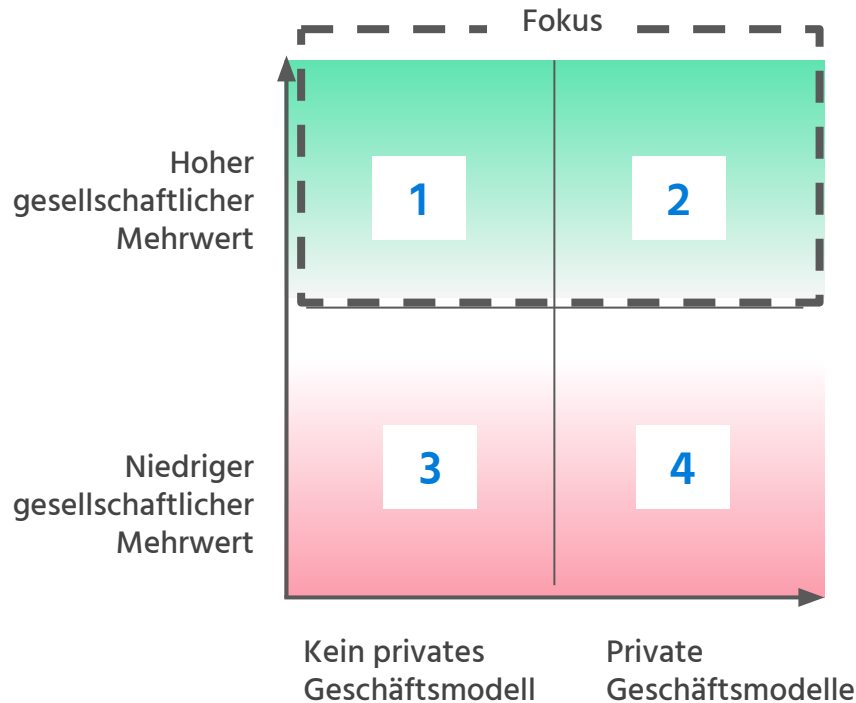 Fokus
Hoher
gesellschaftlicher
Mehrwert
1
2
Niedriger
gesellschaftlicher
Mehrwert
3
4
Kein privates
Geschäftsmodell
Private
Geschäftsmodelle